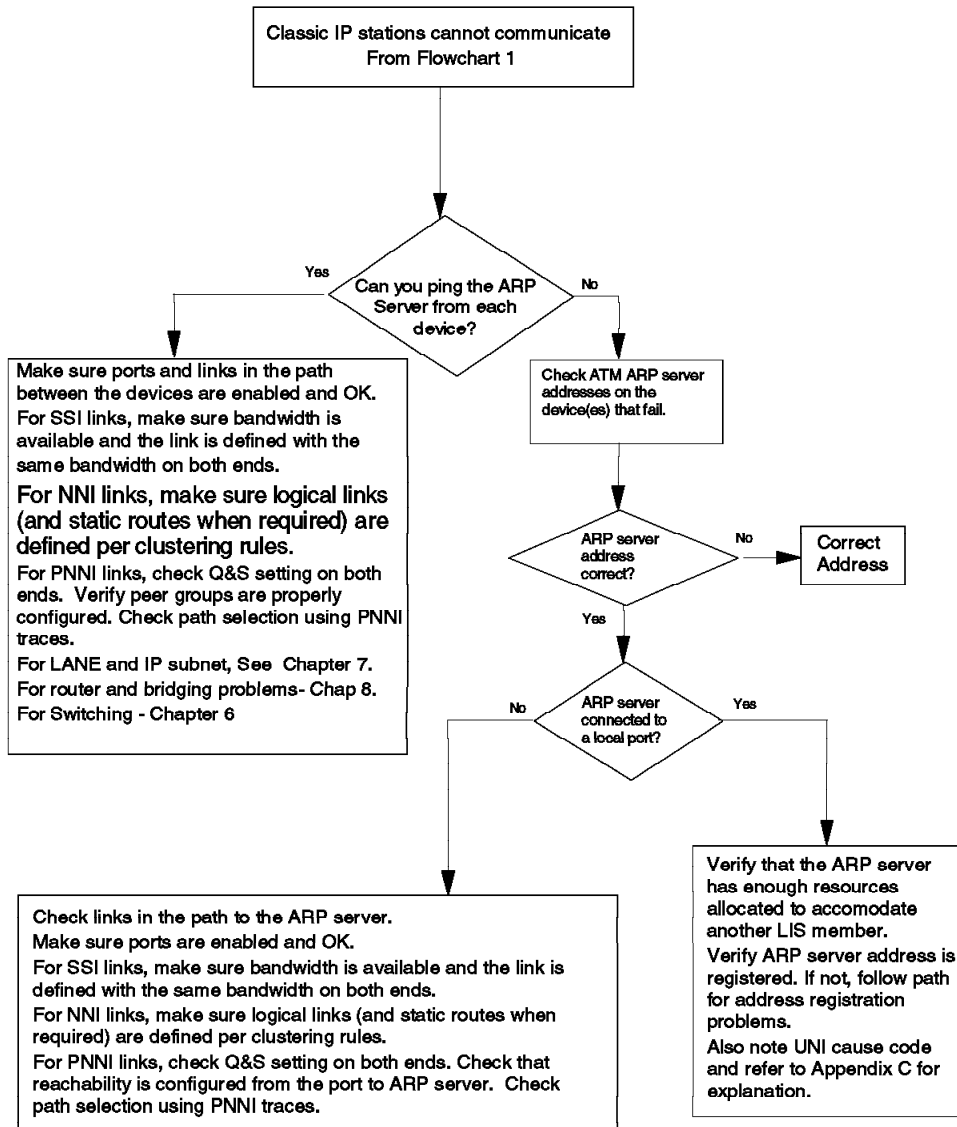 Classic IP stations cannot communicate
From Flowchart 1
Yes
Can you ping the ARP
Server from each
device?
No
Make sure ports and links in the path
between the devices are enabled and OK.
For SSI links, make sure bandwidth is
available and the link is defined with the
same bandwidth on both ends.
For NNI links, make sure logical links
(and static routes when required) are
defined per clustering rules.
For PNNI links, check Q&S setting on both
ends. Verify peer groups are properly
configured. Check path selection using PNNI
traces.
For LANE and IP subnet, See Chapter 7.
For router and bridging problems- Chap 8.
For Switching - Chapter 6
Check ATM ARP server
addresses on the
device(es) that fail.
ARP server
address
correct?
No
Correct
Address
Yes
No
ARP server
connected to
a local port?
Yes
Check links in the path to the ARP server.
Make sure ports are enabled and OK.
For SSI links, make sure bandwidth is available and the link is
defined with the same bandwidth on both ends.
For NNI links, make sure logical links (and static routes when
required) are defined per clustering rules.
For PNNI links, check Q&S setting on both ends. Check that
reachability is configured from the port to ARP server. Check
path selection using PNNI traces.
Verify that the ARP server
has enough resources
allocated to accomodate
another LIS member.
Verify ARP server address is
registered. If not, follow path
for address registration
problems.
Also note UNI cause code
and refer to Appendix C for
explanation.